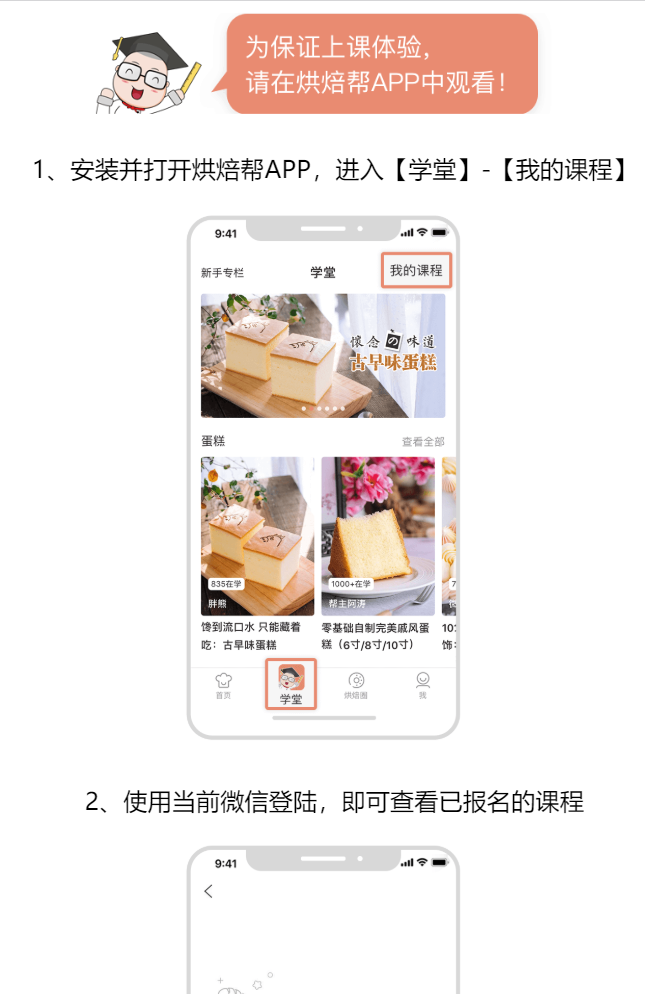 为保证上课体验，
请在烘焙帮APP中观看！
1、安装并打开烘焙帮APP，进入【学堂】-【我的课程】
9:41
新手专栏 学堂 我的课程
懷念の味道
古早味蛋糕
蛋糕 查看全部
835在学 1000+在学 7
胖熊 帮主阿涛
馋到流口水 只能藏着 零基础自制完美戚风蛋 10
吃：古早味蛋糕 糕（6寸/8寸/10寸） 饰
首页 学堂 烘焙圈 我
2、使用当前微信登陆，即可查看已报名的课程
9:41